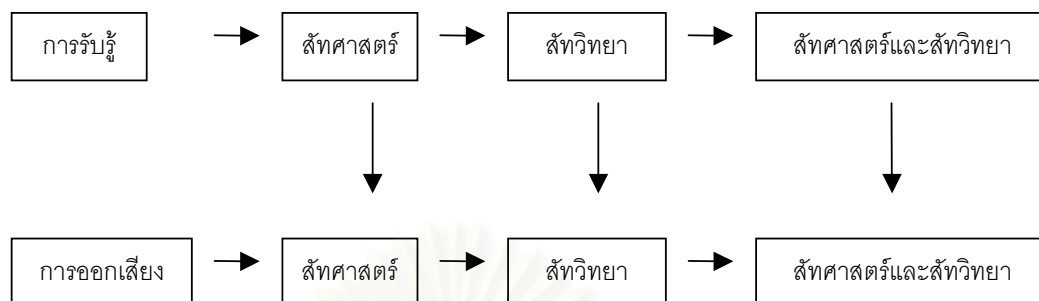 การรับรู้ สัทศาสตร์ สัทวิทยา สัทศาสตร์และสัทวิทยา
การออกเสียง สัทศาสตร์ สัทวิทยา สัทศาสตร์และสัทวิทยา